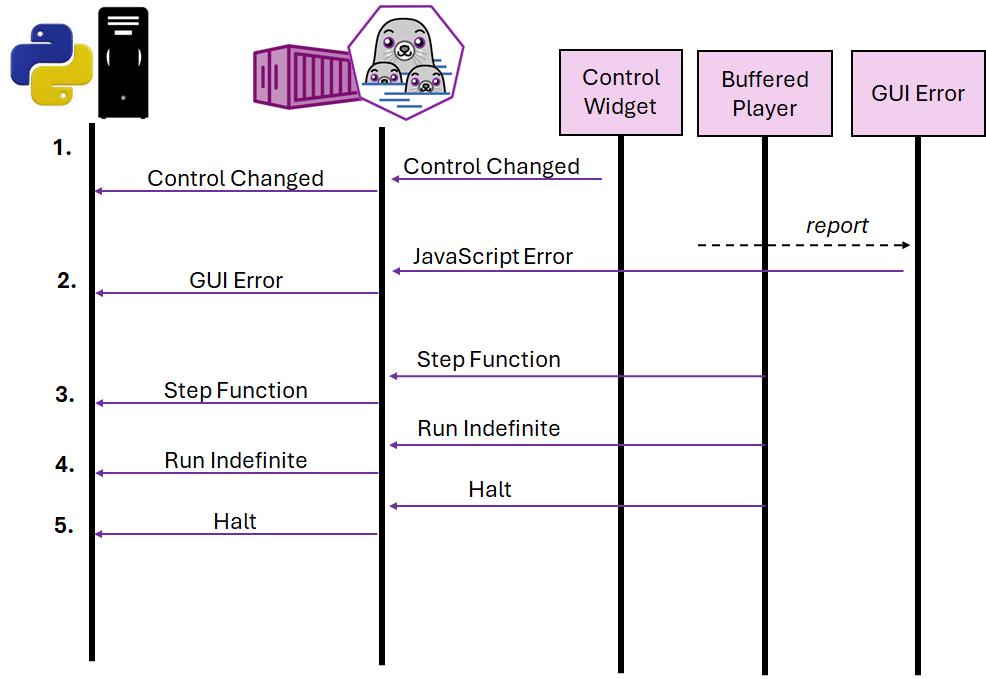 Control
Widget
Buffered
Player
GUI Error
1.
Control Changed
Control Changed
report
JavaScript Error
2.
GUI Error
Step Function
3.
Step Function
Run Indefinite
4.
Run Indefinite
Halt
5.
Halt